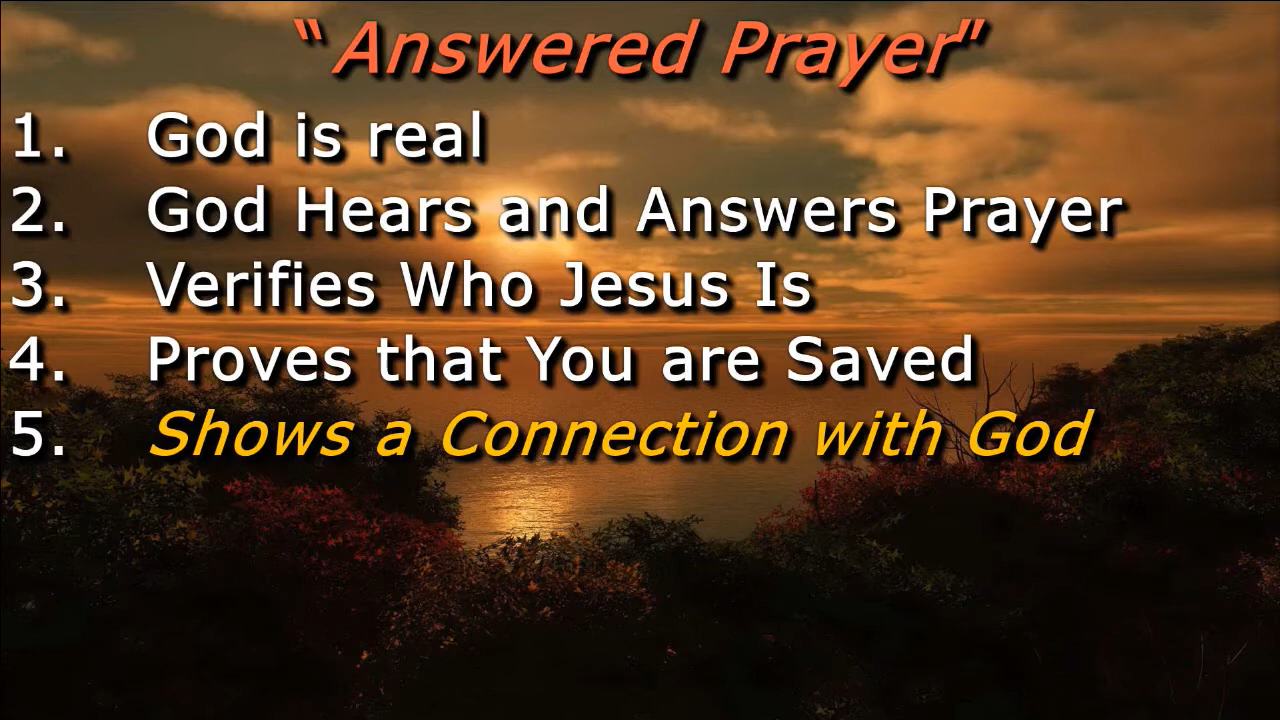 “Answered Prayer”
1. God is real
2. God Hears and Answers Prayer
3. Verifies Who Jesus Is
4. Proves that You are Saved
5. Shows a Connection with God